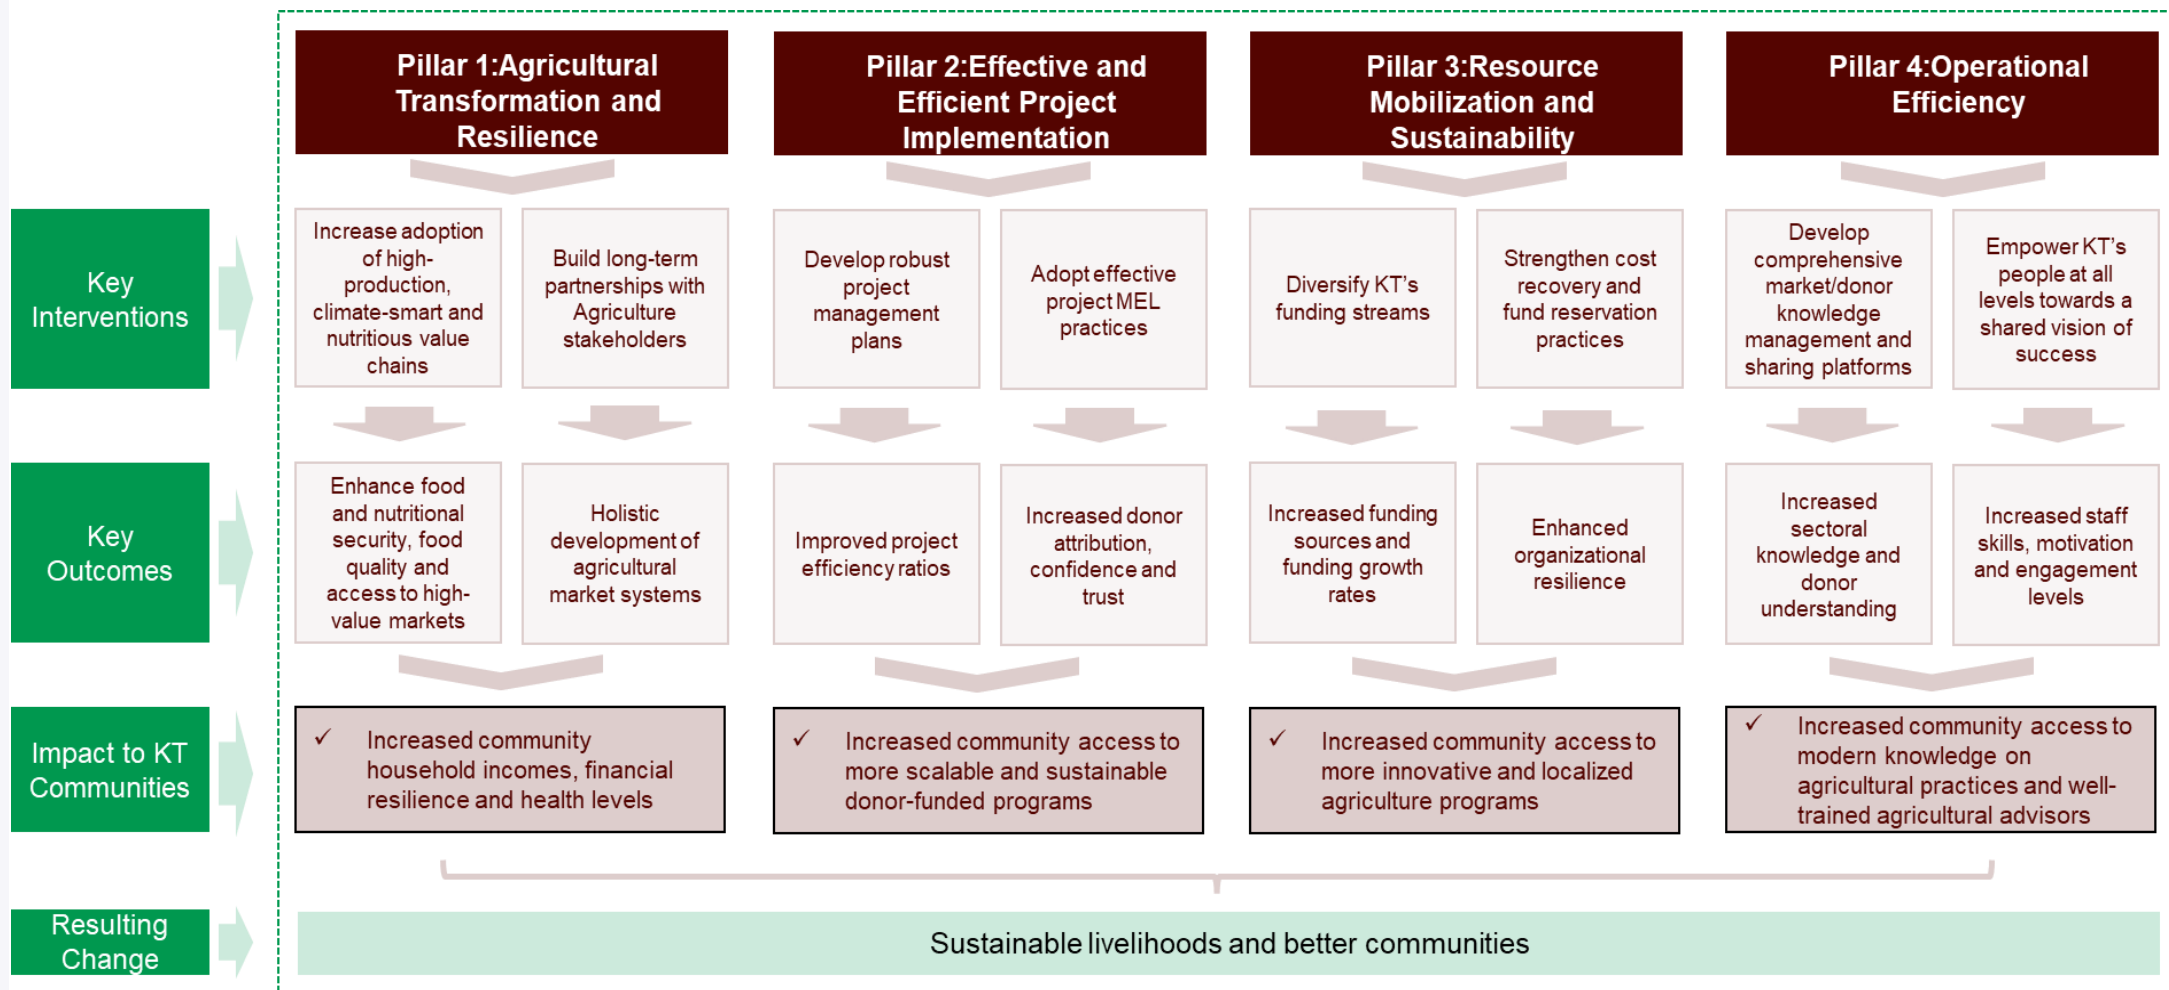 Pillar 1:Agricultural
Transformation and
Resilience
Pillar 2:Effective and
Efficient Project
Implementation
Pillar 3:Resource
Mobilization and
Sustainability
Pillar 4:Operational
Efficiency
Key
Interventions
Increase adoption
of high-
production,
climate-smart and
nutritious value
chains
Build long-term
partnerships with
Agriculture
stakeholders
Develop robust
project
management
plans
Adopt effective
project MEL
practices
Diversify KT's
funding streams
Strengthen cost
recovery and
fund reservation
practices
Develop
comprehensive
market/donor
knowledge
management and
sharing platforms
Empower KT's
people at all
levels towards a
shared vision of
success
Key
Outcomes
Enhance food
and nutritional
security, food
quality and
access to high-
value markets
Holistic
development of
agricultural
market systems
Improved project
efficiency ratios
Increased donor
attribution,
confidence and
trust
Increased funding
sources and
funding growth
rates
Enhanced
organizational
resilience
Increased
sectoral
knowledge and
donor
understanding
Increased staff
skills, motivation
and engagement
levels
Impact to KT
Communities
✓ Increased community
household incomes, financial
resilience and health levels
✓ Increased community access to
more scalable and sustainable
donor-funded programs
✓ Increased community access to
more innovative and localized
agriculture programs
✓ Increased community access to
modern knowledge on
agricultural practices and well-
trained agricultural advisors
Resulting
Change
Sustainable livelihoods and better communities